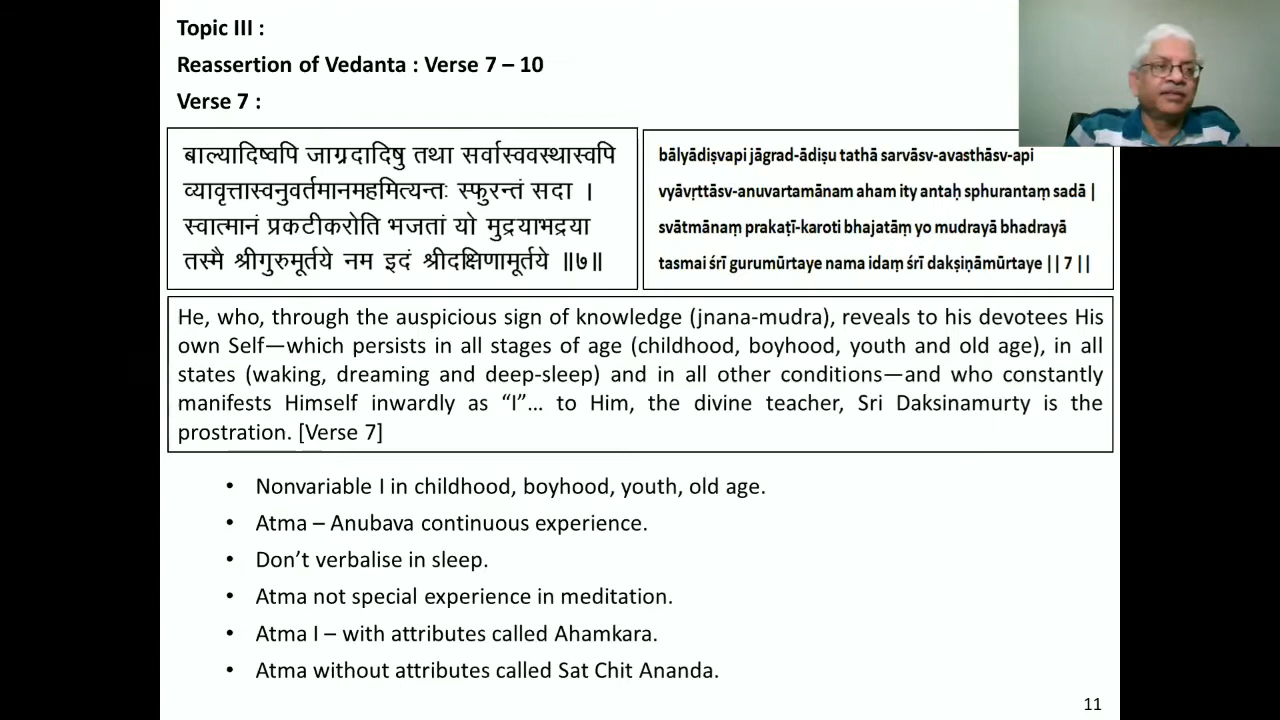 Topic III :
Reassertion of Vedanta : Verse 7 – 10
Verse 7 :
बाल्यादिष्वपि जाग्रदादिषु तथा सर्वास्ववस्थास्वपि
व्यावृत्तास्वनुवर्तमानमहमित्यन्तः स्फुरन्तं सदा ।
स्वात्मानं प्रकटीकरोति भजतां यो मुद्रयाभद्रया
तस्मै श्रीगुरुमूर्तये नम इदं श्रीदक्षिणामूर्तये ॥७॥
bālyādiṣvapi jāgrad-ādiṣu tathā sarvāsv-avasthāsv-api
vyāvṛttāsv-anuvartamānam aham ity antaḥ sphurantaṃ sadā |
svātmānaṃ prakaṭī-karoti bhajatāṃ yo mudrayā bhadrayā
tasmai śrī gurumūrtaye nama idaṃ śrī dakṣiṇāmūrtaye || 7 ||
He, who, through the auspicious sign of knowledge (jnana-mudra), reveals to his devotees His
own Self—which persists in all stages of age (childhood, boyhood, youth and old age), in all
states (waking, dreaming and deep-sleep) and in all other conditions—and who constantly
manifests Himself inwardly as “I”... to Him, the divine teacher, Sri Daksinamurty is the
prostration. [Verse 7]
• Nonvariable I in childhood, boyhood, youth, old age.
• Atma – Anubava continuous experience.
• Don’t verbalise in sleep.
• Atma not special experience in meditation.
• Atma I – with attributes called Ahamkara.
• Atma without attributes called Sat Chit Ananda.
11